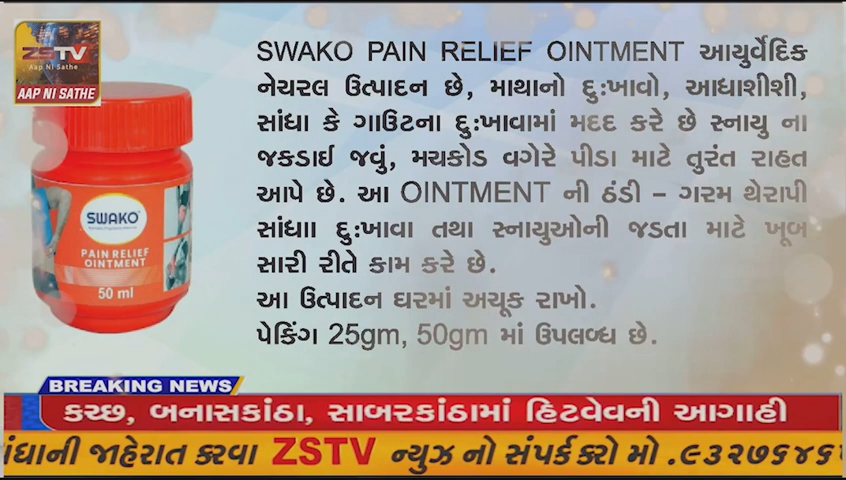 ZSTV
Aap Ni Sathe
AAP NI SATHE
SWAKO PAIN RELIEF OINTMENT આયુર્વેદિક
નેચરલ ઉત્પાદન છે, માથાનો દુઃખાવો, આધાશીશી,
સાંધા કે ગાઉટના દુઃખાવામાં મદદ કરે છે સ્નાયુ ના
જકડાઈ જવું, મચકોડ વગેરે પીડા માટે તુરંત રાહત
આપે છે. આ OINTMENT ની ઠંડી – ગરમ થેરાપી
સાંધાા દુઃખાવા તથા સ્નાયુઓની જડતા માટે ખૂબ
સારી રીતે કામ કરે છે.
આ ઉત્પાદન ઘરમાં અચૂક રાખો.
પેકિંગ 25gm, 50gm માં ઉપલબ્ધ છે.
SWAKO
PAIN RELIEF
OINTMENT
50 ml
BREAKING NEWS
કચ્છ, બનાસકાંઠા, સાબરકાંઠામાં હિટવેવની આગાહી
ધંધાની જાહેરાત કરવા ZSTV ન્યુઝ નો સંપર્ક કરો મો .૯૩૨૭૬૪૬